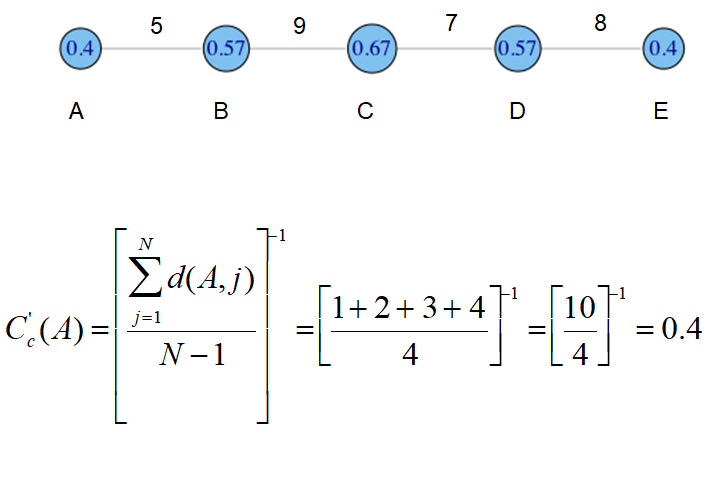 5 9 7 8
0.4 0.57 0.67 0.57 0.4
A B C D E
C'c(A) = [ ∑_{j=1}^{N} d(A,j) / N−1 ]^{−1} = [ 1+2+3+4 / 4 ]^{−1} = [ 10 / 4 ]^{−1} = 0.4